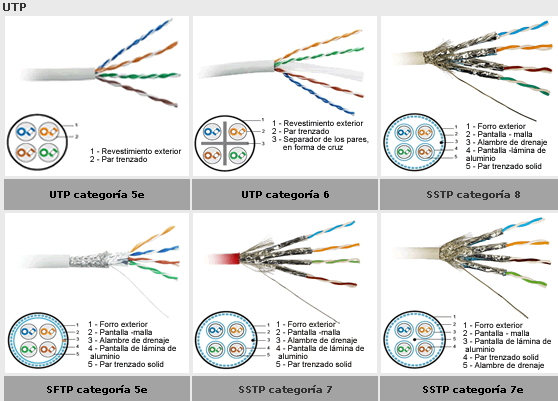 UTP
1 - Revestimiento exterior
2 - Par trenzado
1 - Revestimiento exterior
2 - Par trenzado
3 - Separador de los pares,
en forma de cruz
1 - Forro exterior
2 - Pantalla - malla
3 - Alambre de drenaje
4 - Pantalla -lámina de
aluminio
5 - Par trenzado solid
UTP categoría 5e
UTP categoría 6
SSTP categoría 8
1 - Forro exterior
2 - Pantalla -malla
3 - Alambre de drenaje
4 - Pantalla de lámina de
aluminio
5 - Par trenzado solid
1 - Forro exterior
2 - Pantalla - malla
3 - Alambre de drenaje
4 - Pantalla de lámina de
aluminio
5 - Par trenzado solid
1 - Forro exterior
2 - Pantalla - malla
3 - Pantalla de lámina de
aluminio
4 - Par trenzado solid
5 - Alambre de drenaje
SFTP categoría 5e
SSTP categoría 7
SSTP categoría 7e